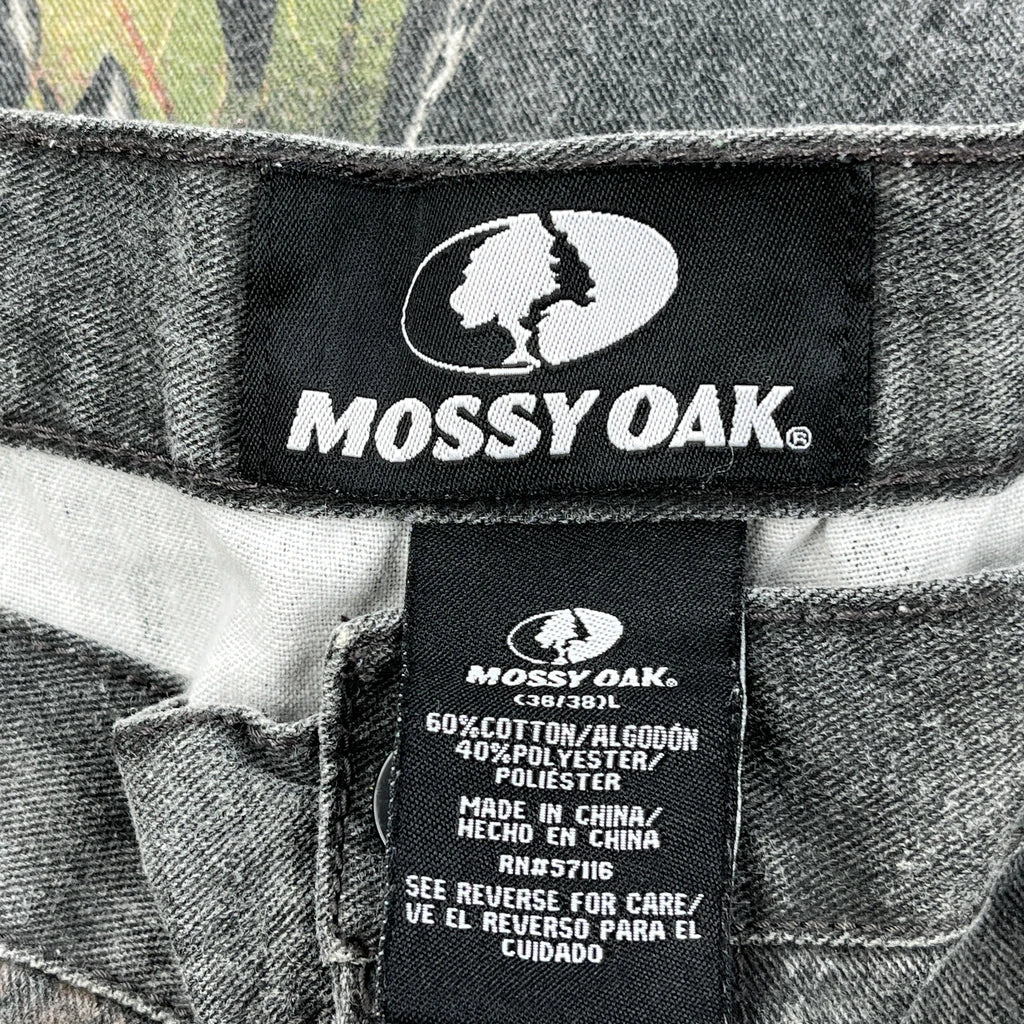 MOSSY OAK®
MOSSY OAK®
(36/38)L
60%COTTON/ALGODÓN
40%POLYESTER/
POLIÉSTER
MADE IN CHINA/
HECHO EN CHINA
RN#57116
SEE REVERSE FOR CARE/
VE EL REVERSO PARA EL
CUIDADO